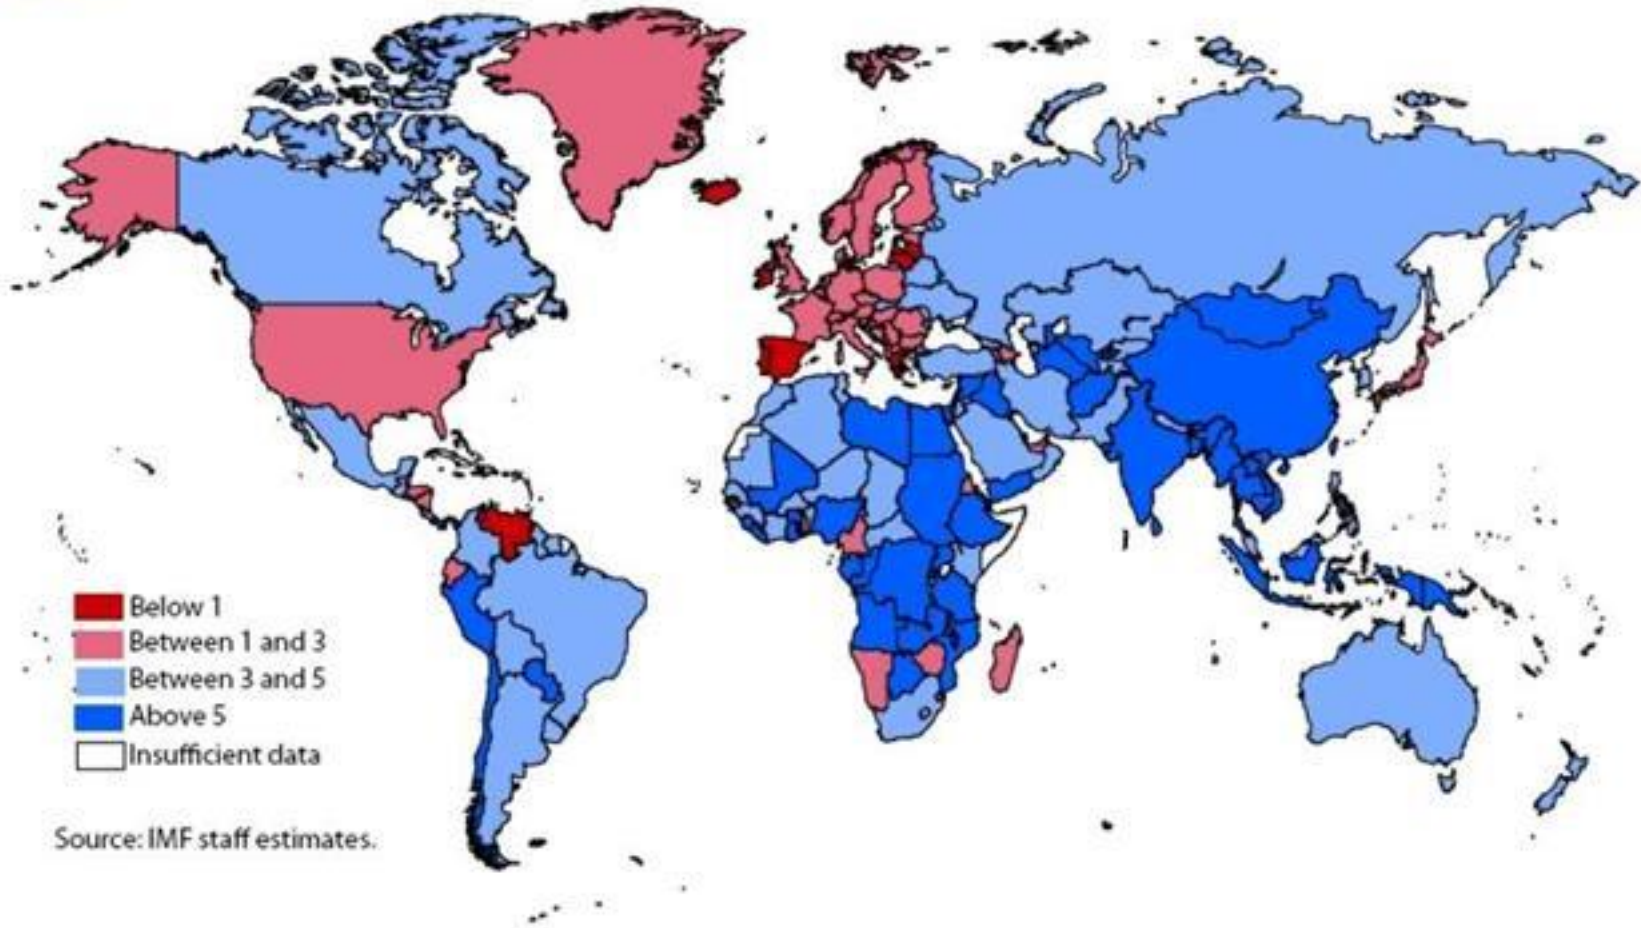 Below 1
Between 1 and 3
Between 3 and 5
Above 5
Insufficient data
Source: IMF staff estimates.